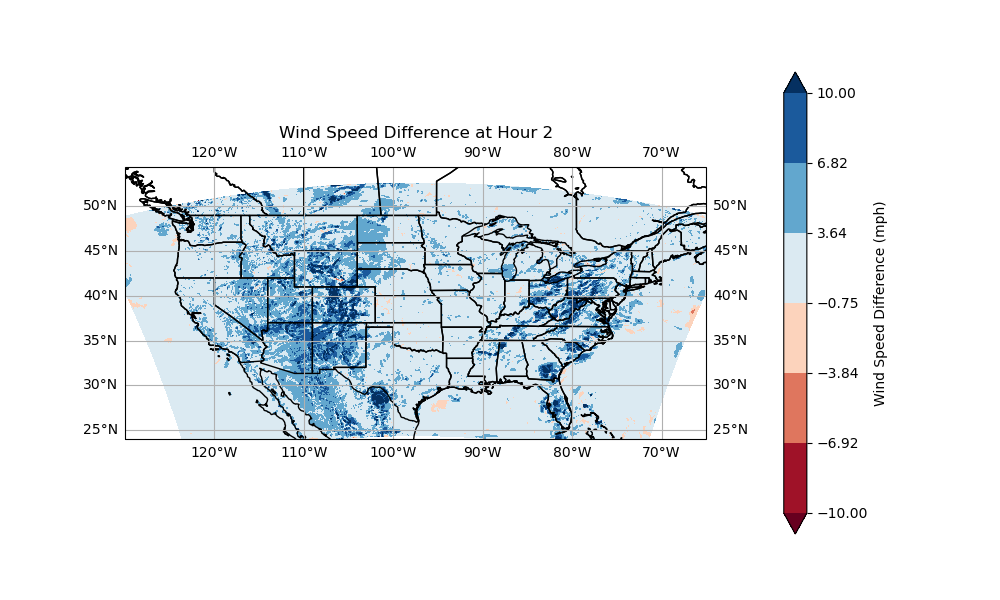 Wind Speed Difference at Hour 2
120°W 110°W 100°W 90°W 80°W 70°W
50°N 50°N
45°N 45°N
40°N 40°N
35°N 35°N
30°N 30°N
25°N 25°N
120°W 110°W 100°W 90°W 80°W 70°W
10.00
6.82
3.64
−0.75
−3.84
−6.92
−10.00
Wind Speed Difference (mph)